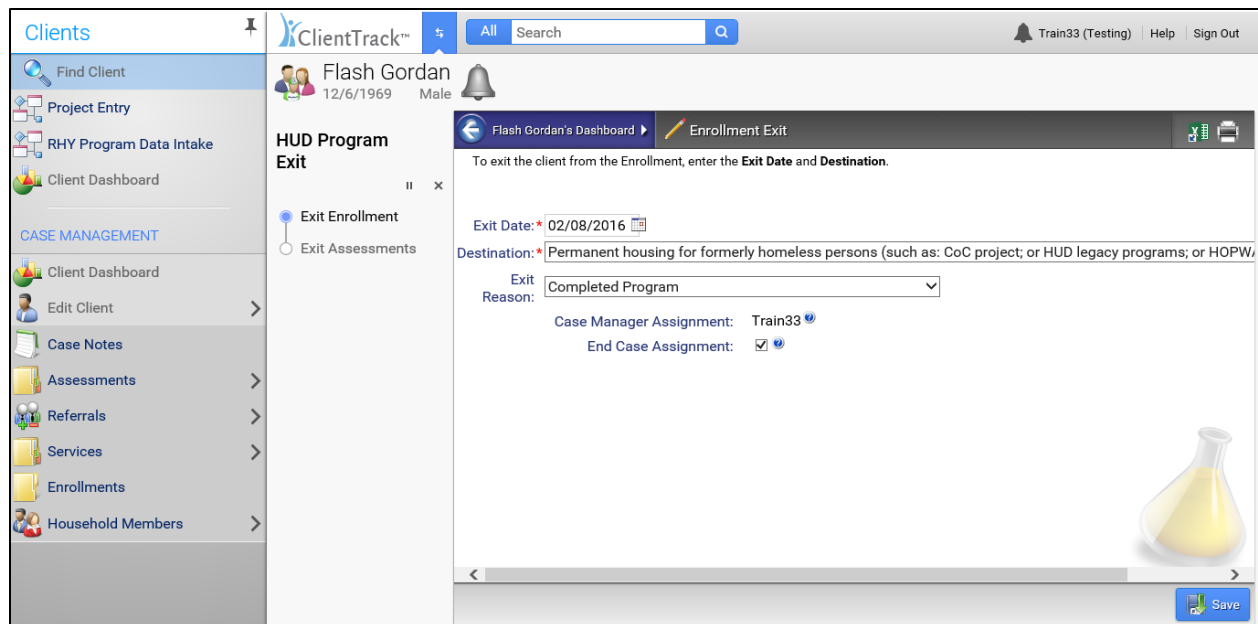 Clients
Find Client
Project Entry
RHY Program Data Intake
Client Dashboard
CASE MANAGEMENT
Client Dashboard
Edit Client
Case Notes
Assessments
Referrals
Services
Enrollments
Household Members
ClientTrack™
All Search
Train33 (Testing) Help Sign Out
Flash Gordan
12/6/1969 Male
HUD Program
Exit
Exit Enrollment
Exit Assessments
Flash Gordan's Dashboard Enrollment Exit
To exit the client from the Enrollment, enter the Exit Date and Destination.
Exit Date:* 02/08/2016
Destination:* Permanent housing for formerly homeless persons (such as: CoC project; or HUD legacy programs; or HOPWA
Exit
Reason: Completed Program
Case Manager Assignment: Train33
End Case Assignment:
Save